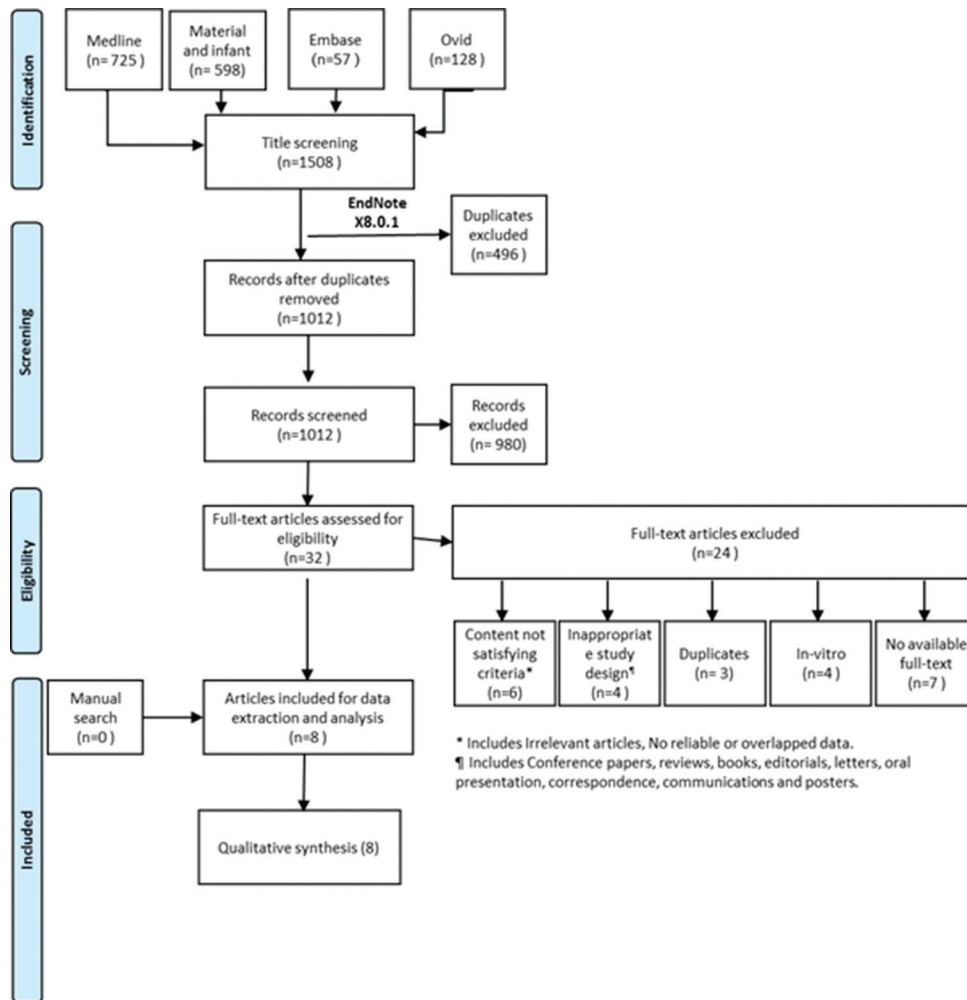 Identification
Medline
(n= 725 )
Material
and infant
(n= 598)
Embase
(n=57 )
Ovid
(n=128 )
Title screening
(n=1508 )
EndNote
X8.0.1
Duplicates
excluded
(n=496 )
Screening
Records after duplicates
removed
(n=1012 )
Records screened
(n=1012 )
Records
excluded
(n= 980)
Eligibility
Full-text articles assessed for
eligibility
(n=32 )
Full-text articles excluded
(n=24 )
Content not
satisfying
criteria*
(n=6)
Inappropriat
e study
design¶
(n=4 )
Duplicates
(n= 3)
In-vitro
(n=4 )
No available
full-text
(n=7 )
Included
Manual
search
(n=0 )
Articles included for data
extraction and analysis
(n=8 )
* Includes Irrelevant articles, No reliable or overlapped data.
¶ Includes Conference papers, reviews, books, editorials, letters, oral
presentation, correspondence, communications and posters.
Qualitative synthesis (8)